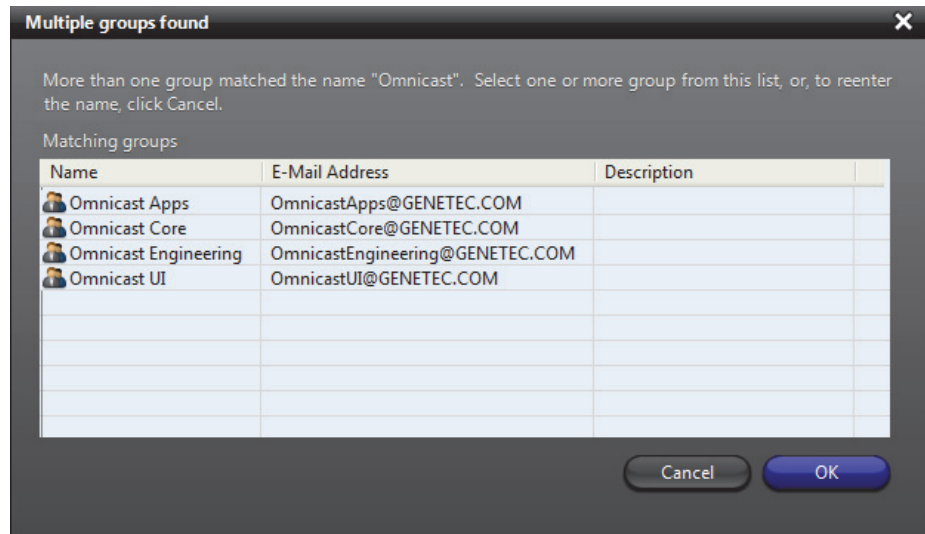 Multiple groups found
More than one group matched the name "Omnicast".  Select one or more group from this list, or, to reenter
the name, click Cancel.
Matching groups
Name E-Mail Address Description
Omnicast Apps OmnicastApps@GENETEC.COM
Omnicast Core OmnicastCore@GENETEC.COM
Omnicast Engineering OmnicastEngineering@GENETEC.COM
Omnicast UI OmnicastUI@GENETEC.COM
Cancel OK